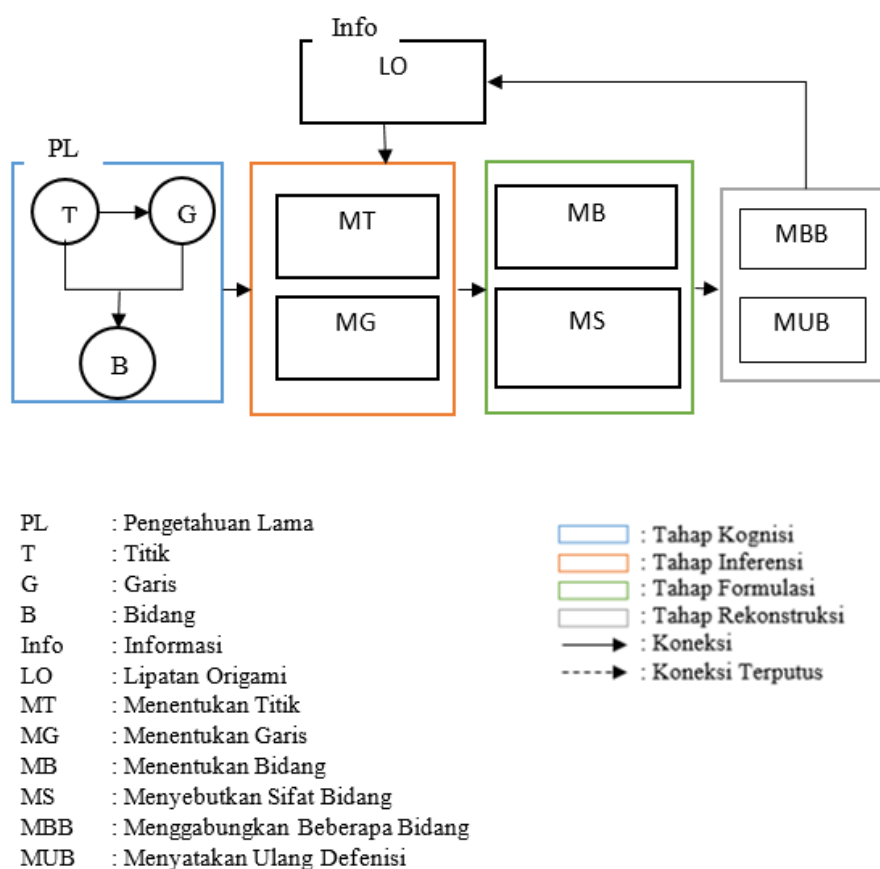 Info
LO
PL
T
G
B
MT
MG
MB
MS
MBB
MUB
PL : Pengetahuan Lama
T : Titik
G : Garis
B : Bidang
Info : Informasi
LO : Lipatan Origami
MT : Menentukan Titik
MG : Menentukan Garis
MB : Menentukan Bidang
MS : Menyebutkan Sifat Bidang
MBB : Menggabungkan Beberapa Bidang
MUB : Menyatakan Ulang Defenisi
: Tahap Kognisi
: Tahap Inferensi
: Tahap Formulasi
: Tahap Rekonstruksi
: Koneksi
: Koneksi Terputus